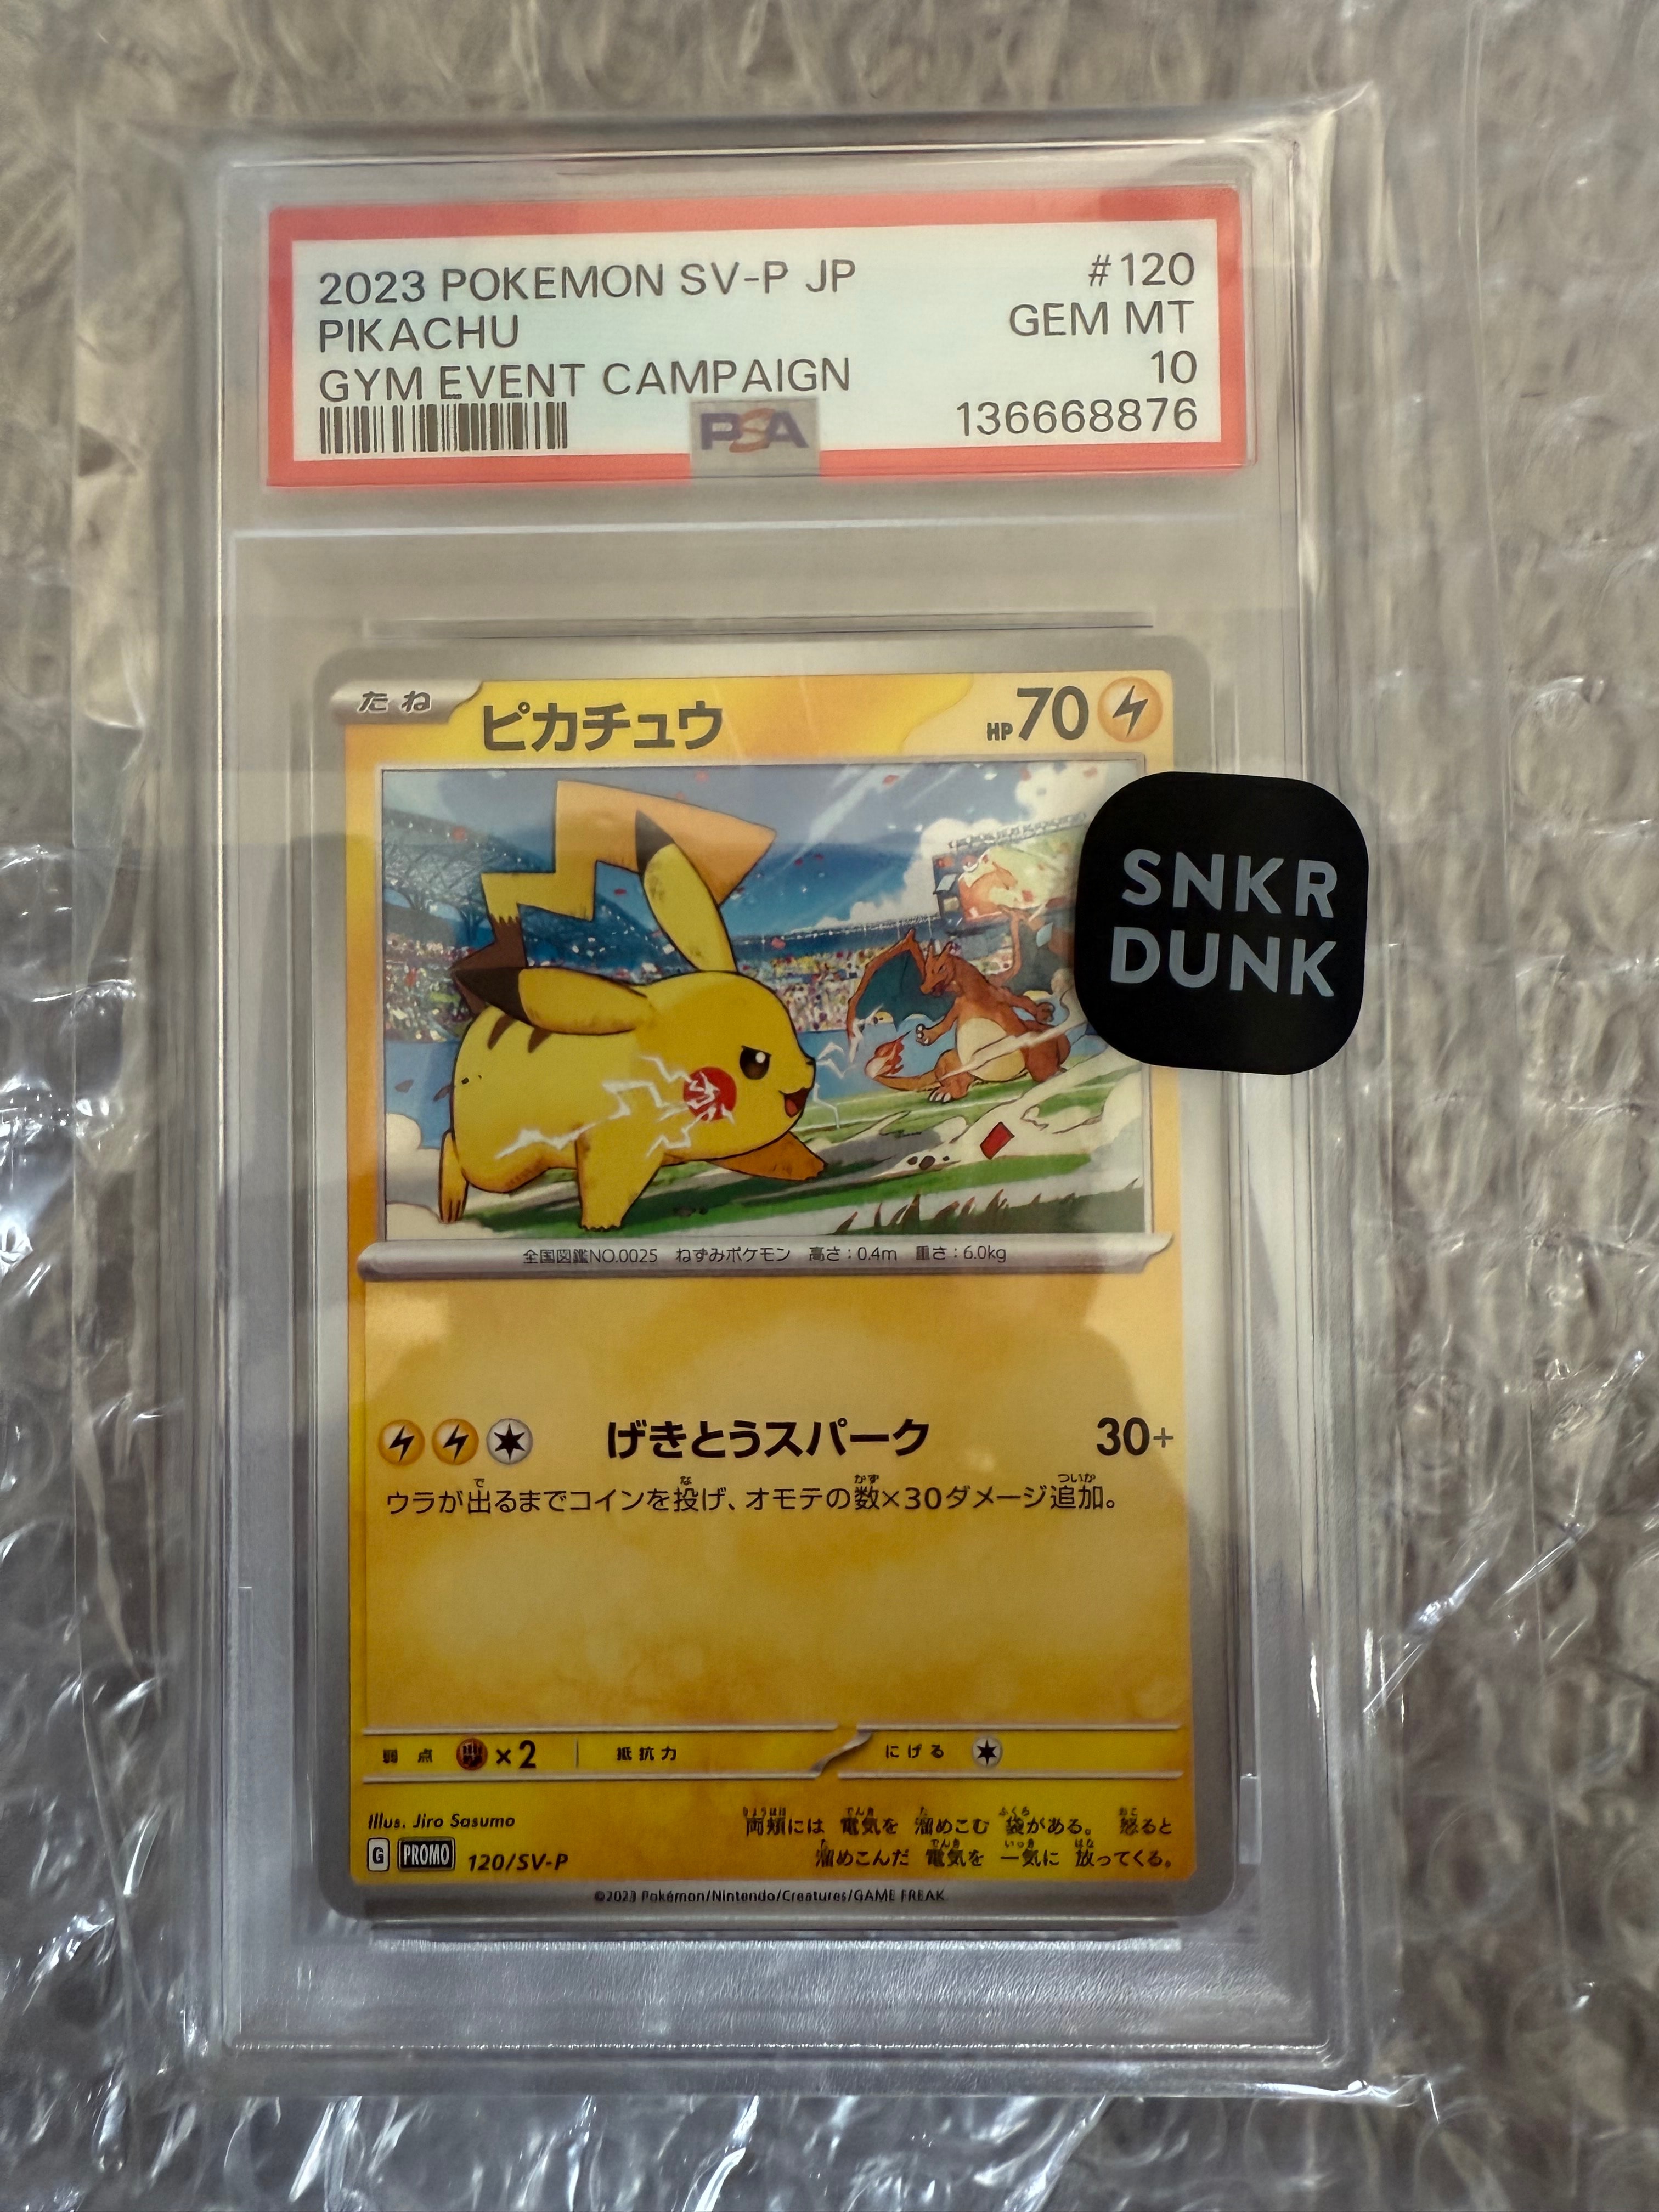 2023 POKEMON SV-P JP #120
PIKACHU GEM MT
GYM EVENT CAMPAIGN 10
PSA 136668876
たね ピカチュウ HP 70
SNKR
DUNK
全国図鑑NO.0025 ねずみポケモン 高さ：0.4m 重さ：6.0kg
げきとうスパーク 30+
ウラが出るまでコインを投げ、オモテの数×30ダメージ追加。
弱点 ×2 抵抗力 にげる
Illus. Jiro Sasumo
両頬には 電気を 溜めこむ 袋がある。 怒ると
溜めこんだ 電気を 一気に 放ってくる。
G PROMO 120/SV-P
©2023 Pokémon/Nintendo/Creatures/GAME FREAK.